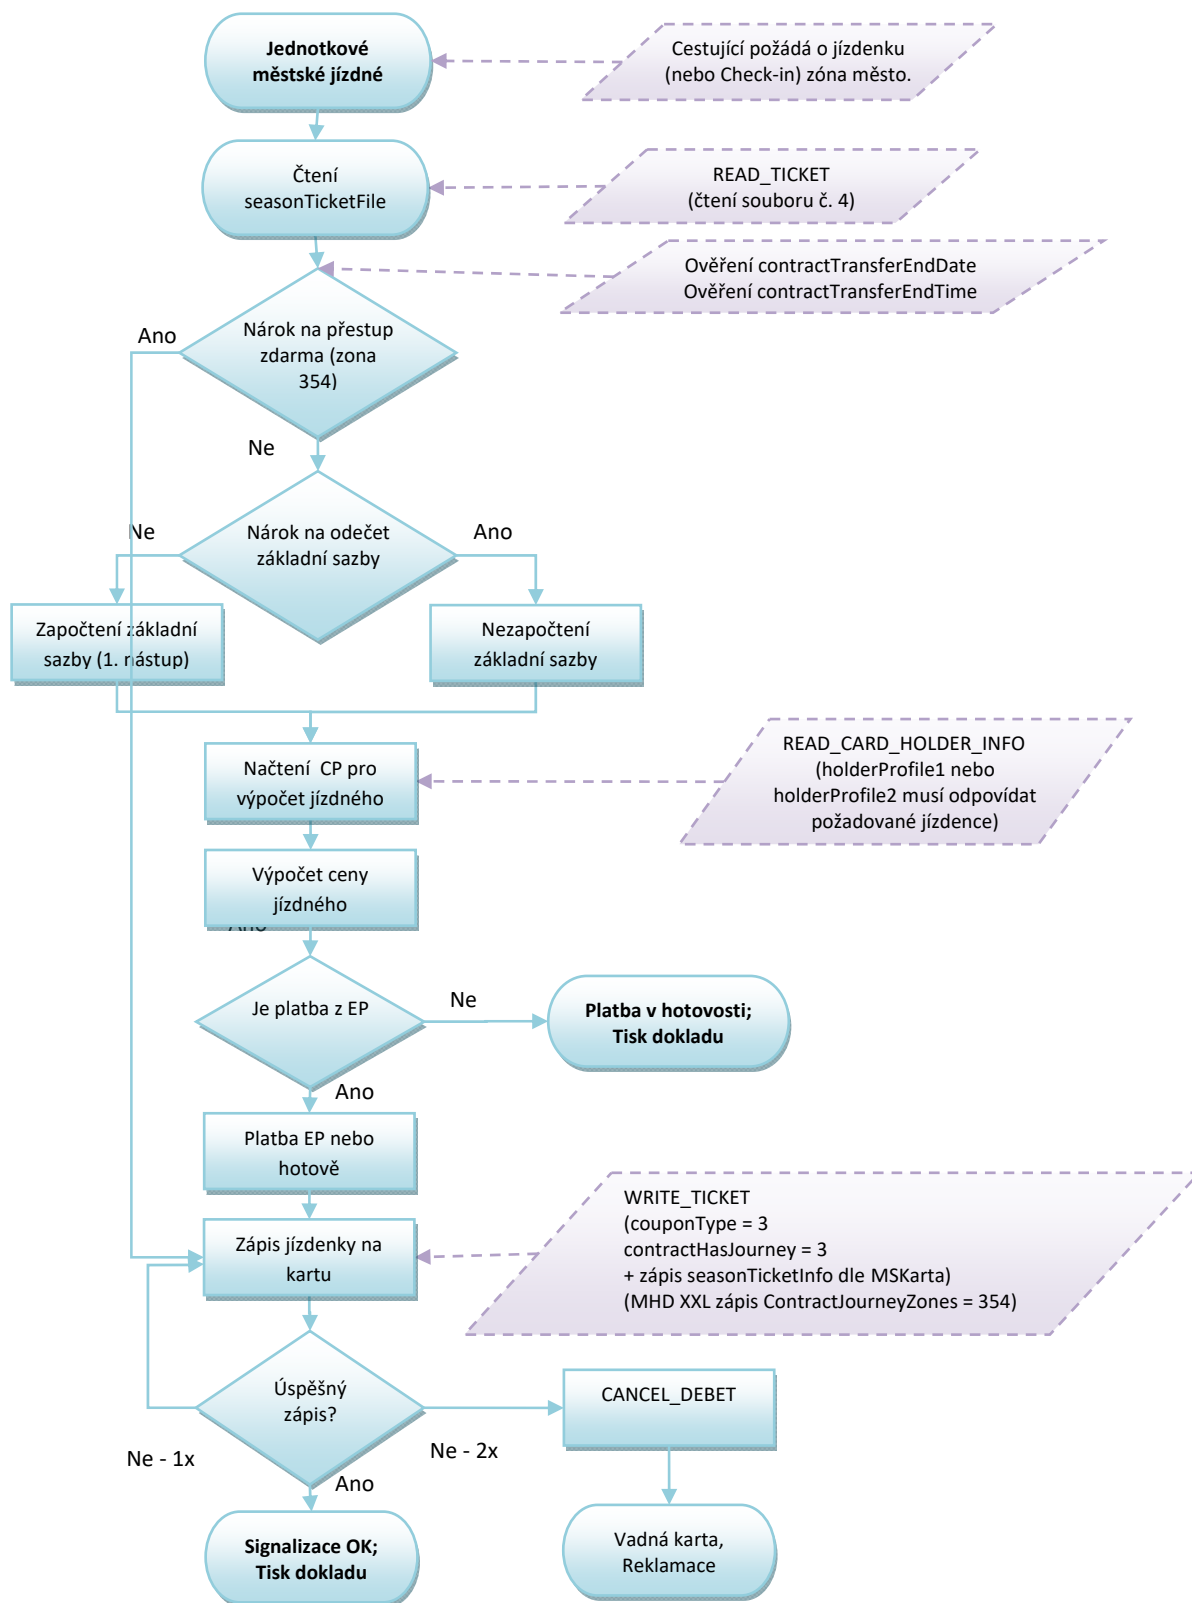 Jednotkové
městské jízdné
Cestující požádá o jízdenku
(nebo Check-in) zóna město.
Čtení
seasonTicketFile
READ_TICKET
(čtení souboru č. 4)
Ověření contractTransferEndDate
Ověření contractTransferEndTime
Ano
Nárok na přestup
zdarma (zona
354)
Ne
Ne
Nárok na odečet
základní sazby
Ano
Započtení základní
sazby (1. nástup)
Nezapočtení
základní sazby
READ_CARD_HOLDER_INFO
(holderProfile1 nebo
holderProfile2 musí odpovídat
požadované jízdence)
Načtení  CP pro
výpočet jízdného
Výpočet ceny
jízdného
Ano
Je platba z EP
Ne
Platba v hotovosti;
Tisk dokladu
Ano
Platba EP nebo
hotově
WRITE_TICKET
(couponType = 3
contractHasJourney = 3
+ zápis seasonTicketInfo dle MSKarta)
(MHD XXL zápis ContractJourneyZones = 354)
Zápis jízdenky na
kartu
Úspěšný
zápis?
CANCEL_DEBET
Ne - 1x
Ne - 2x
Ano
Signalizace OK;
Tisk dokladu
Vadná karta,
Reklamace